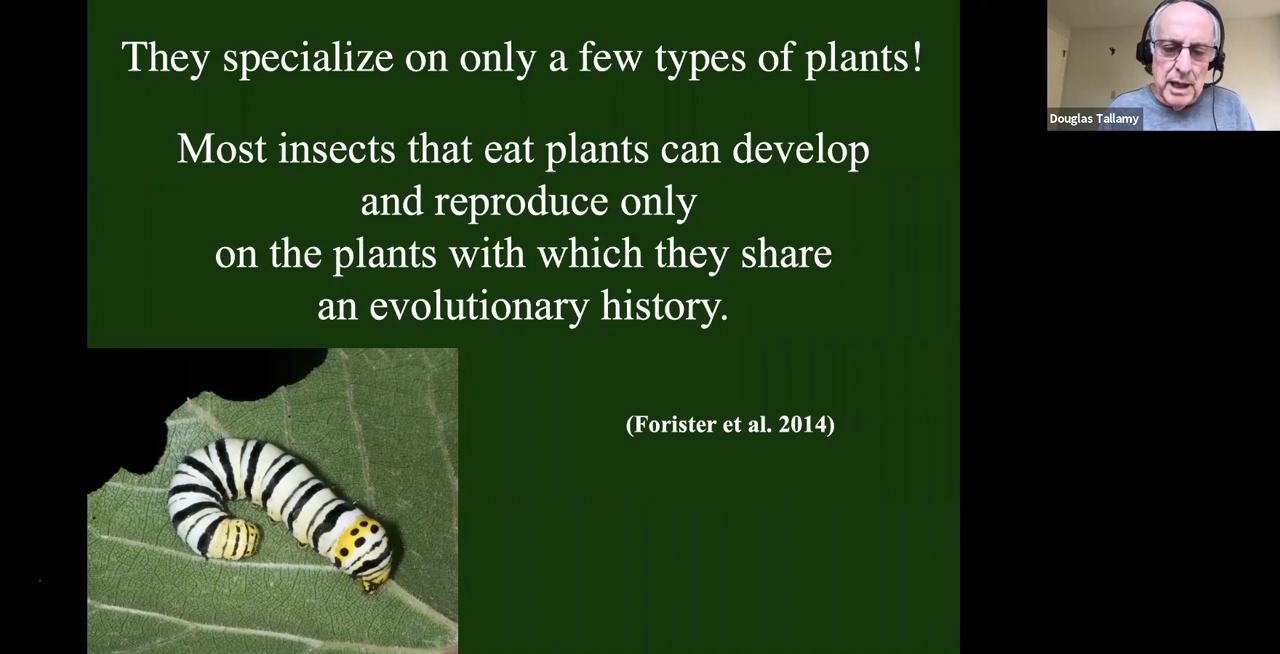 They specialize on only a few types of plants!
Most insects that eat plants can develop
and reproduce only
on the plants with which they share
an evolutionary history.
(Forister et al. 2014)
Douglas Tallamy